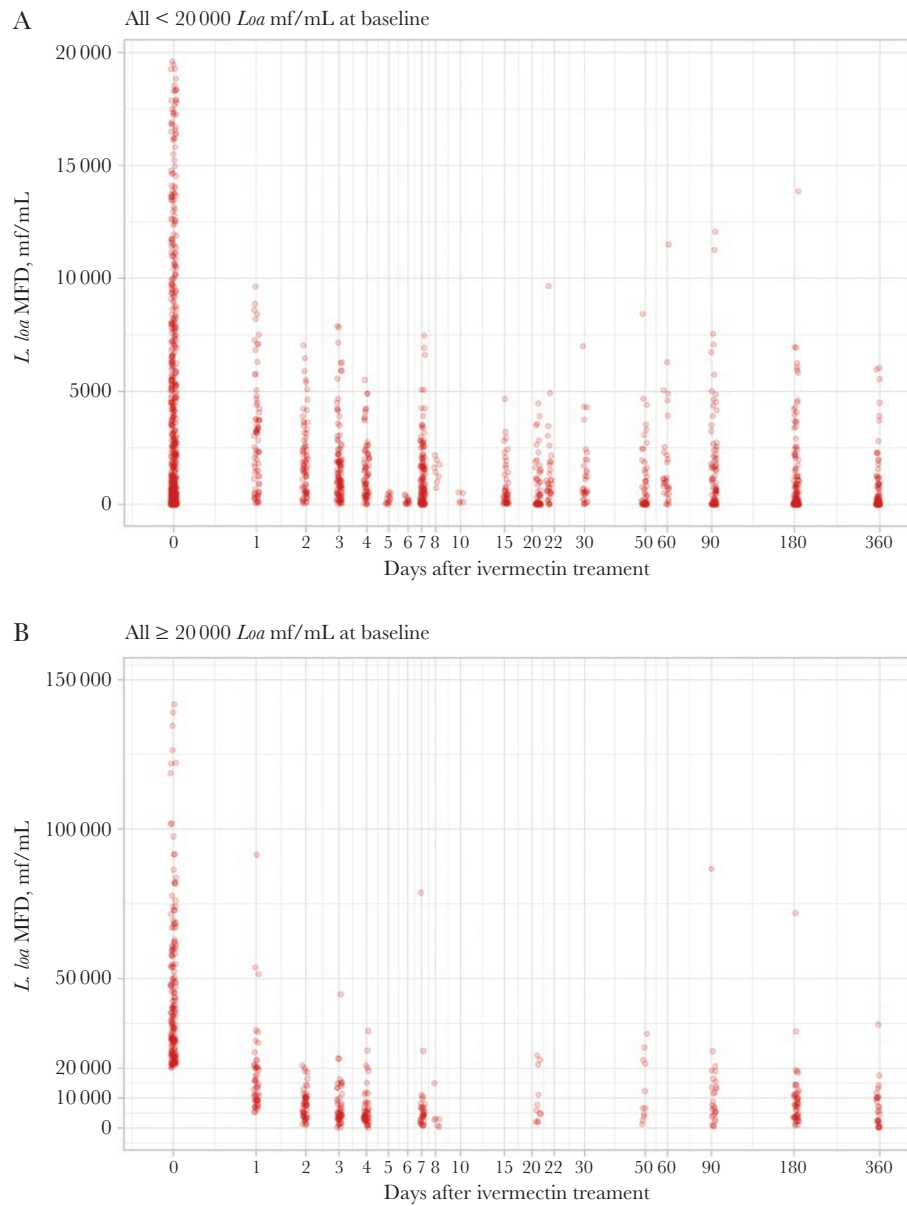 A
All < 20 000 Loa mf/mL at baseline
20 000
15 000
10 000
5000
0
L. loa MFD, mf/mL
0 1 2 3 4 5 6 7 8 10 15 20 22 30 50 60 90 180 360
Days after ivermectin treament
B
All ≥ 20 000 Loa mf/mL at baseline
150 000
100 000
50 000
20 000
10 000
0
L. loa MFD, mf/mL
0 1 2 3 4 5 6 7 8 10 15 20 22 30 50 60 90 180 360
Days after ivermectin treament